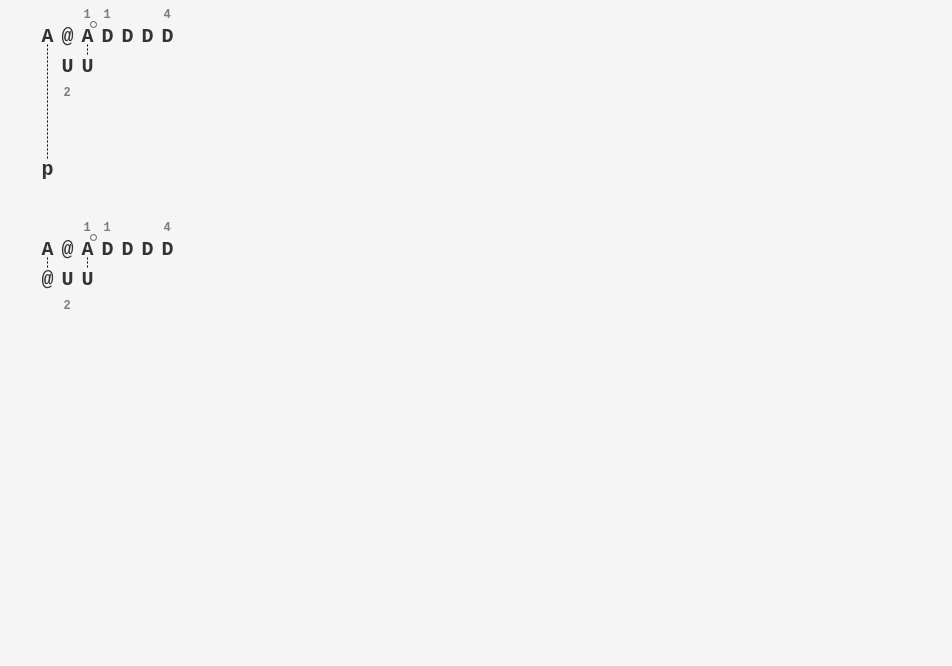 1 1 4
A @ A D D D D
U U
2
p
1 1 4
A @ A D D D D
@ U U
2